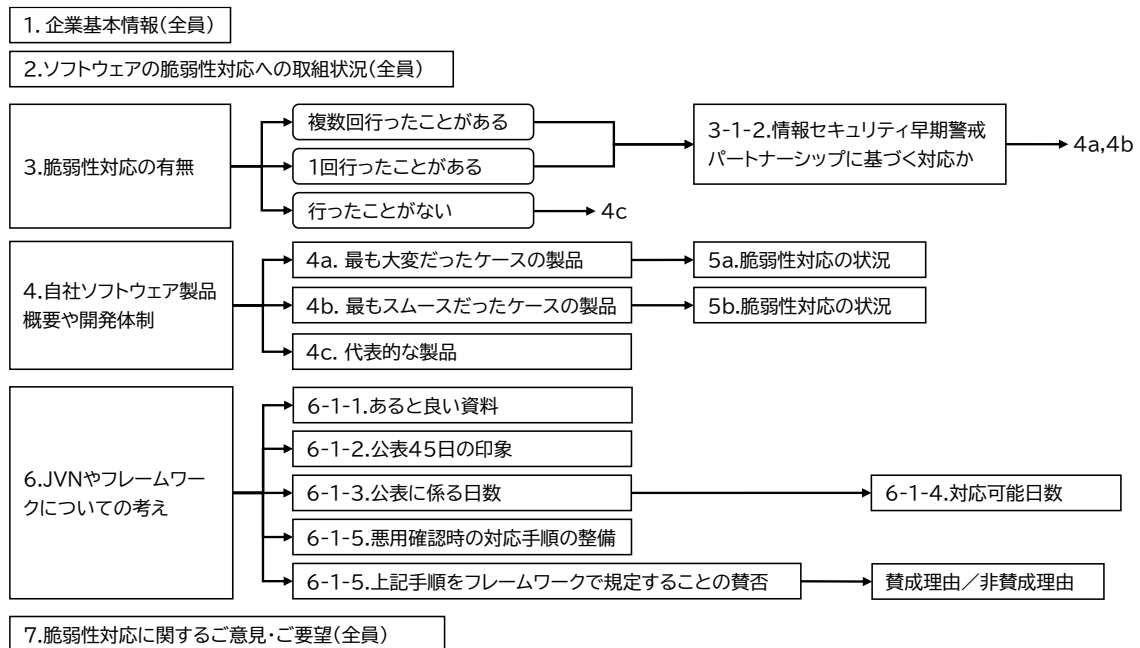 1. 企業基本情報(全員)
2.ソフトウェアの脆弱性対応への取組状況(全員)
3.脆弱性対応の有無
複数回行ったことがある
1回行ったことがある
行ったことがない
4c
3-1-2.情報セキュリティ早期警戒
パートナーシップに基づく対応か
4a,4b
4.自社ソフトウェア製品
概要や開発体制
4a. 最も大変だったケースの製品
5a.脆弱性対応の状況
4b. 最もスムースだったケースの製品
5b.脆弱性対応の状況
4c. 代表的な製品
6.JVNやフレームワー
クについての考え
6-1-1.あると良い資料
6-1-2.公表45日の印象
6-1-3.公表に係る日数
6-1-4.対応可能日数
6-1-5.悪用確認時の対応手順の整備
6-1-5.上記手順をフレームワークで規定することの賛否
賛成理由/非賛成理由
7.脆弱性対応に関するご意見・ご要望(全員)